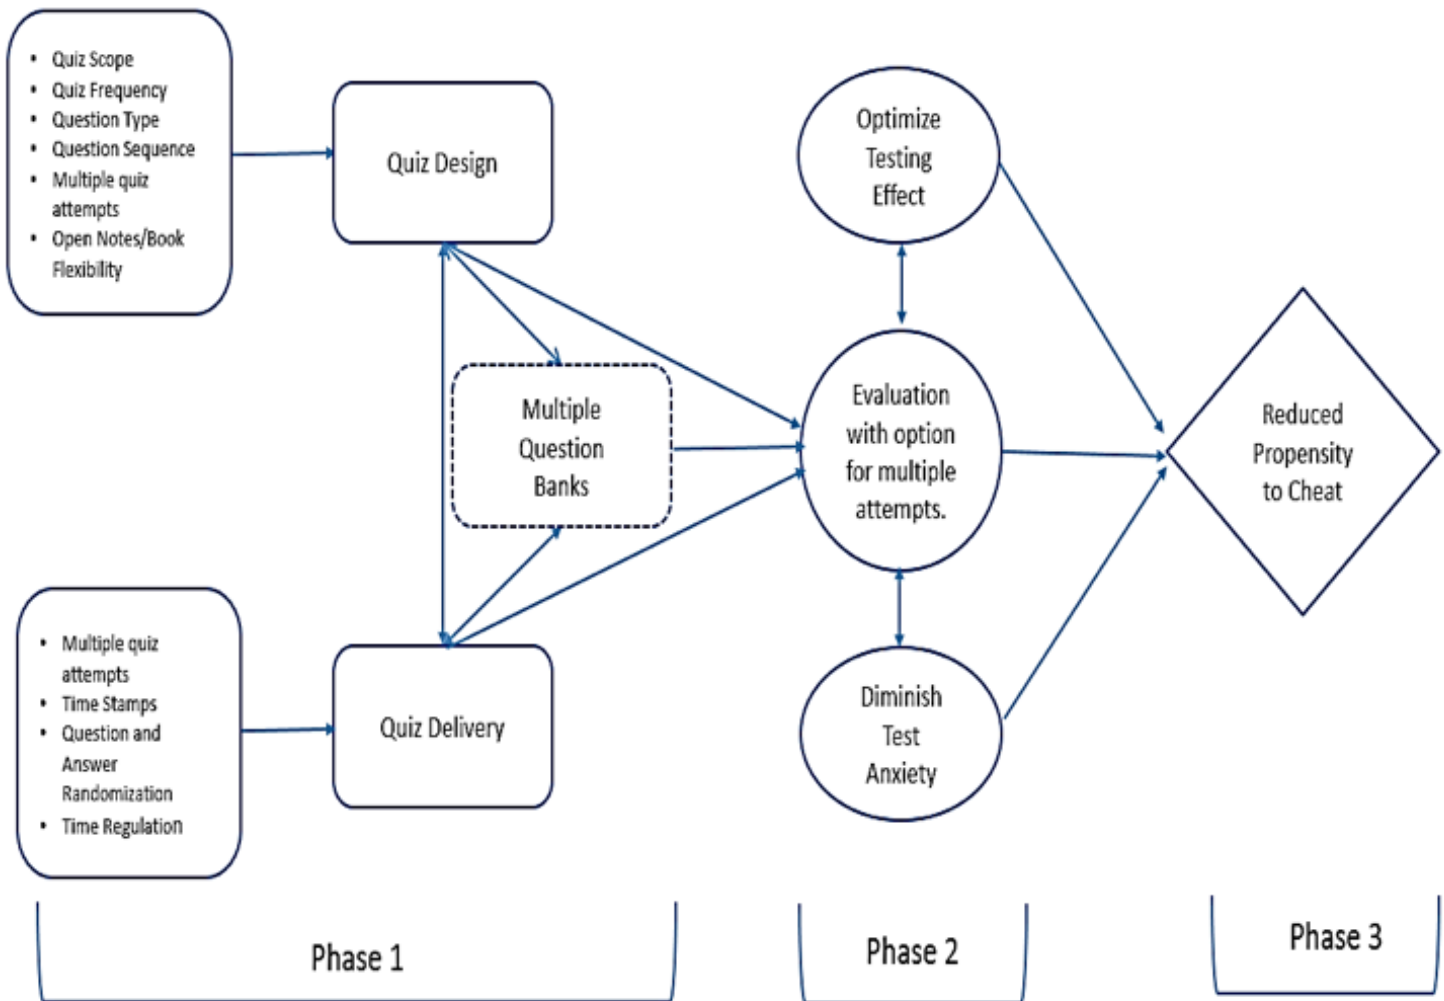 • Quiz Scope
• Quiz Frequency
• Question Type
• Question Sequence
• Multiple quiz
attempts
• Open Notes/Book
Flexibility
Quiz Design
Multiple
Question
Banks
• Multiple quiz
attempts
• Time Stamps
• Question and
Answer
Randomization
• Time Regulation
Quiz Delivery
Optimize
Testing
Effect
Evaluation
with option
for multiple
attempts.
Diminish
Test
Anxiety
Reduced
Propensity
to Cheat
Phase 1
Phase 2
Phase 3